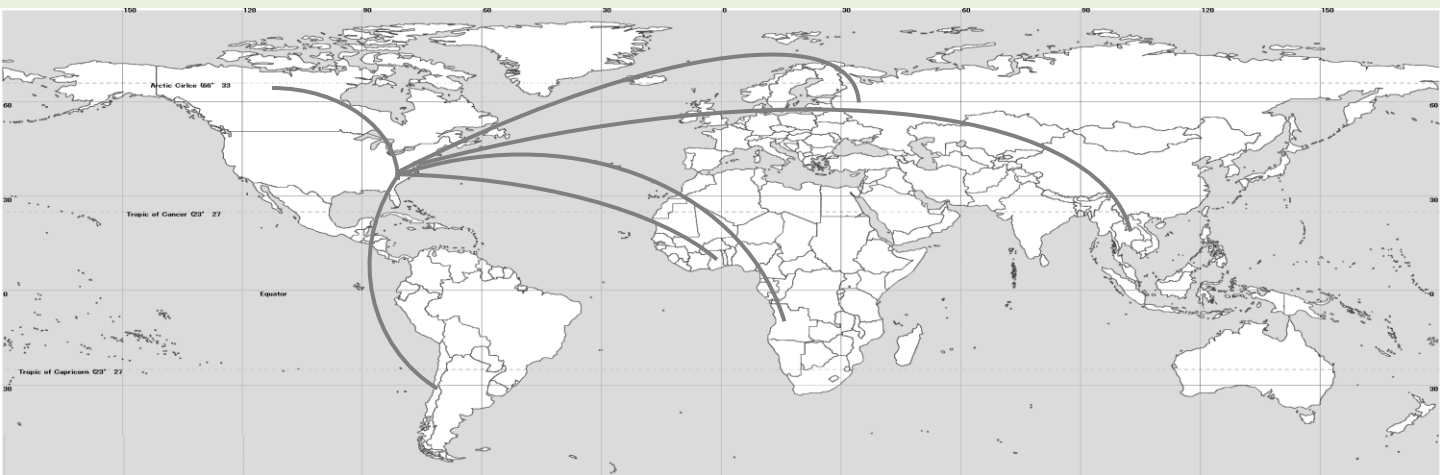 150 120 90 60 30 0 30 60 90 120 150
Arctic Cirlce (66° 33
60 60
30 30
Tropic of Cancer (23° 27
0 Equator 0
Tropic of Capricorn (23° 27
30 30